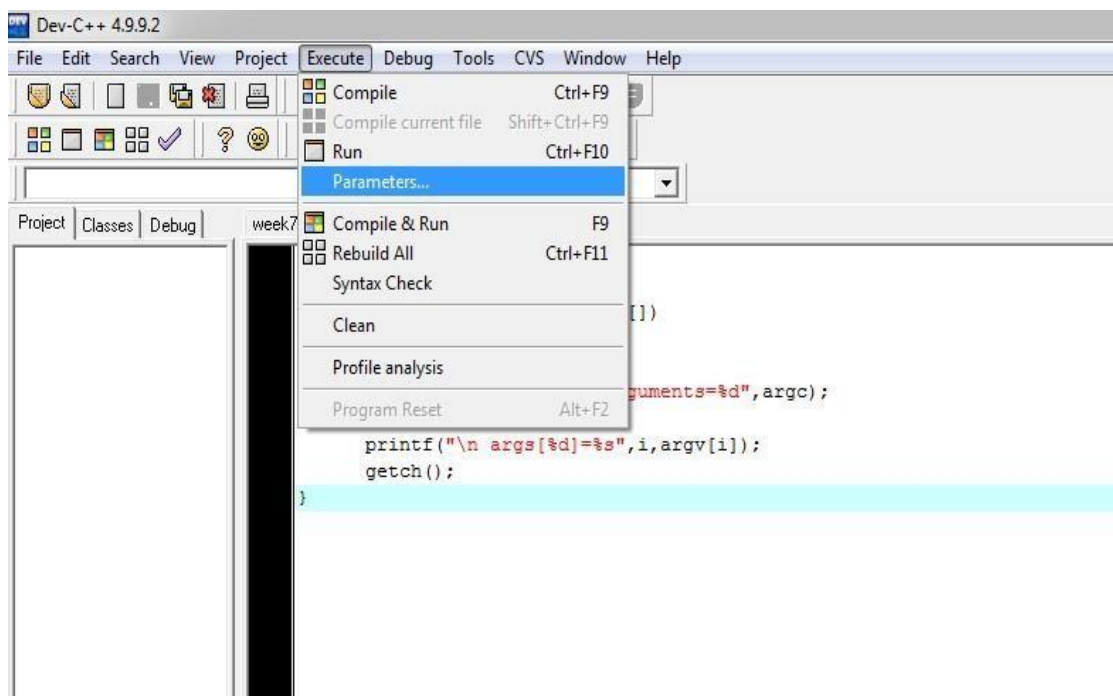 Dev-C++ 4.9.9.2
File Edit Search View Project Execute Debug Tools CVS Window Help
Compile Ctrl+F9
Compile current file Shift+Ctrl+F9
Run Ctrl+F10
Parameters...
Project Classes Debug week7
Compile & Run F9
Rebuild All Ctrl+F11
Syntax Check
[])
Clean
Profile analysis
guments=%d",argc);
Program Reset Alt+F2
printf("\n args[%d]=%s",i,argv[i]);
getch();
}